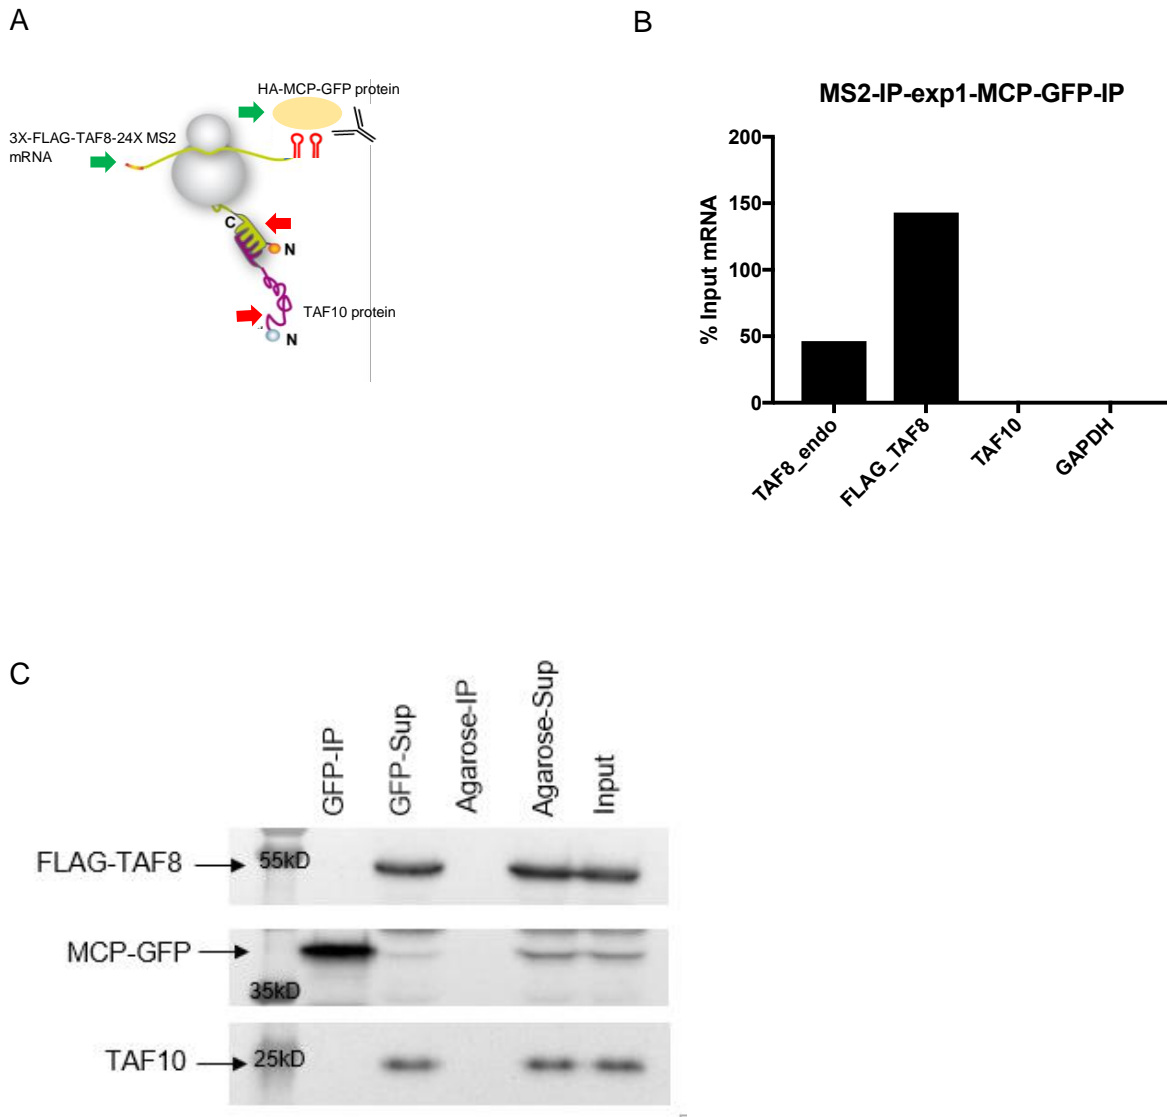 A
HA-MCP-GFP protein
3X-FLAG-TAF8-24X MS2
mRNA
C
N
TAF10 protein
N
B
MS2-IP-exp1-MCP-GFP-IP
% Input mRNA
200
150
100
50
0
TAF8_endo
FLAG_TAF8
TAF10
GAPDH
C
GFP-IP
GFP-Sup
Agarose-IP
Agarose-Sup
Input
FLAG-TAF8
55kD
MCP-GFP
35kD
TAF10
25kD